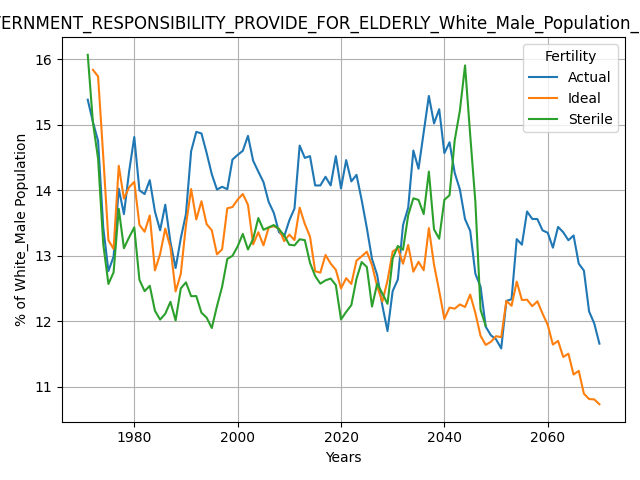 VERNMENT_RESPONSIBILITY_PROVIDE_FOR_ELDERLY_White_Male_Population_
Fertility
Actual
Ideal
Sterile
% of White_Male Population
16
15
14
13
12
11
1980 2000 2020 2040 2060
Years